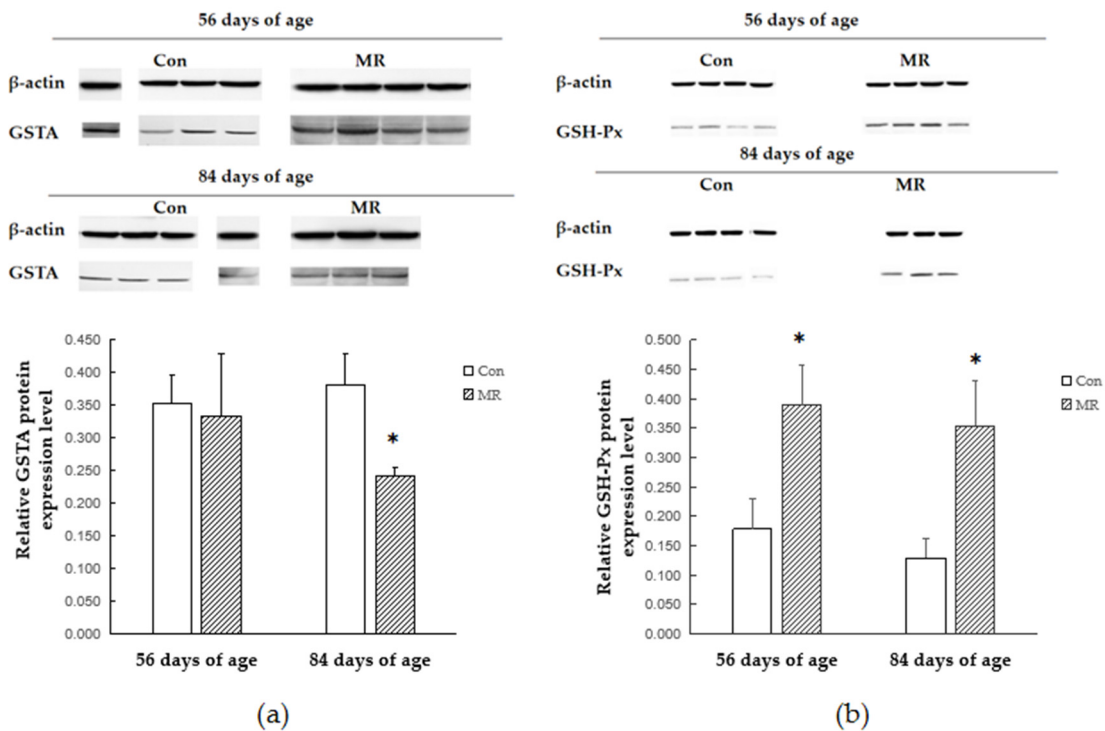 56 days of age
Con MR
β-actin
GSTA
84 days of age
Con MR
β-actin
GSTA
Relative GSTA protein
expression level
0.450
0.400
0.350
0.300
0.250
0.200
0.150
0.100
0.050
0.000
*
Con
MR
56 days of age 84 days of age
(a)
56 days of age
Con MR
β-actin
GSH-Px
84 days of age
Con MR
β-actin
GSH-Px
Relative GSH-Px protein
expression level
0.500
0.450
0.400
0.350
0.300
0.250
0.200
0.150
0.100
0.050
0.000
* *
Con
MR
56 days of age 84 days of age
(b)